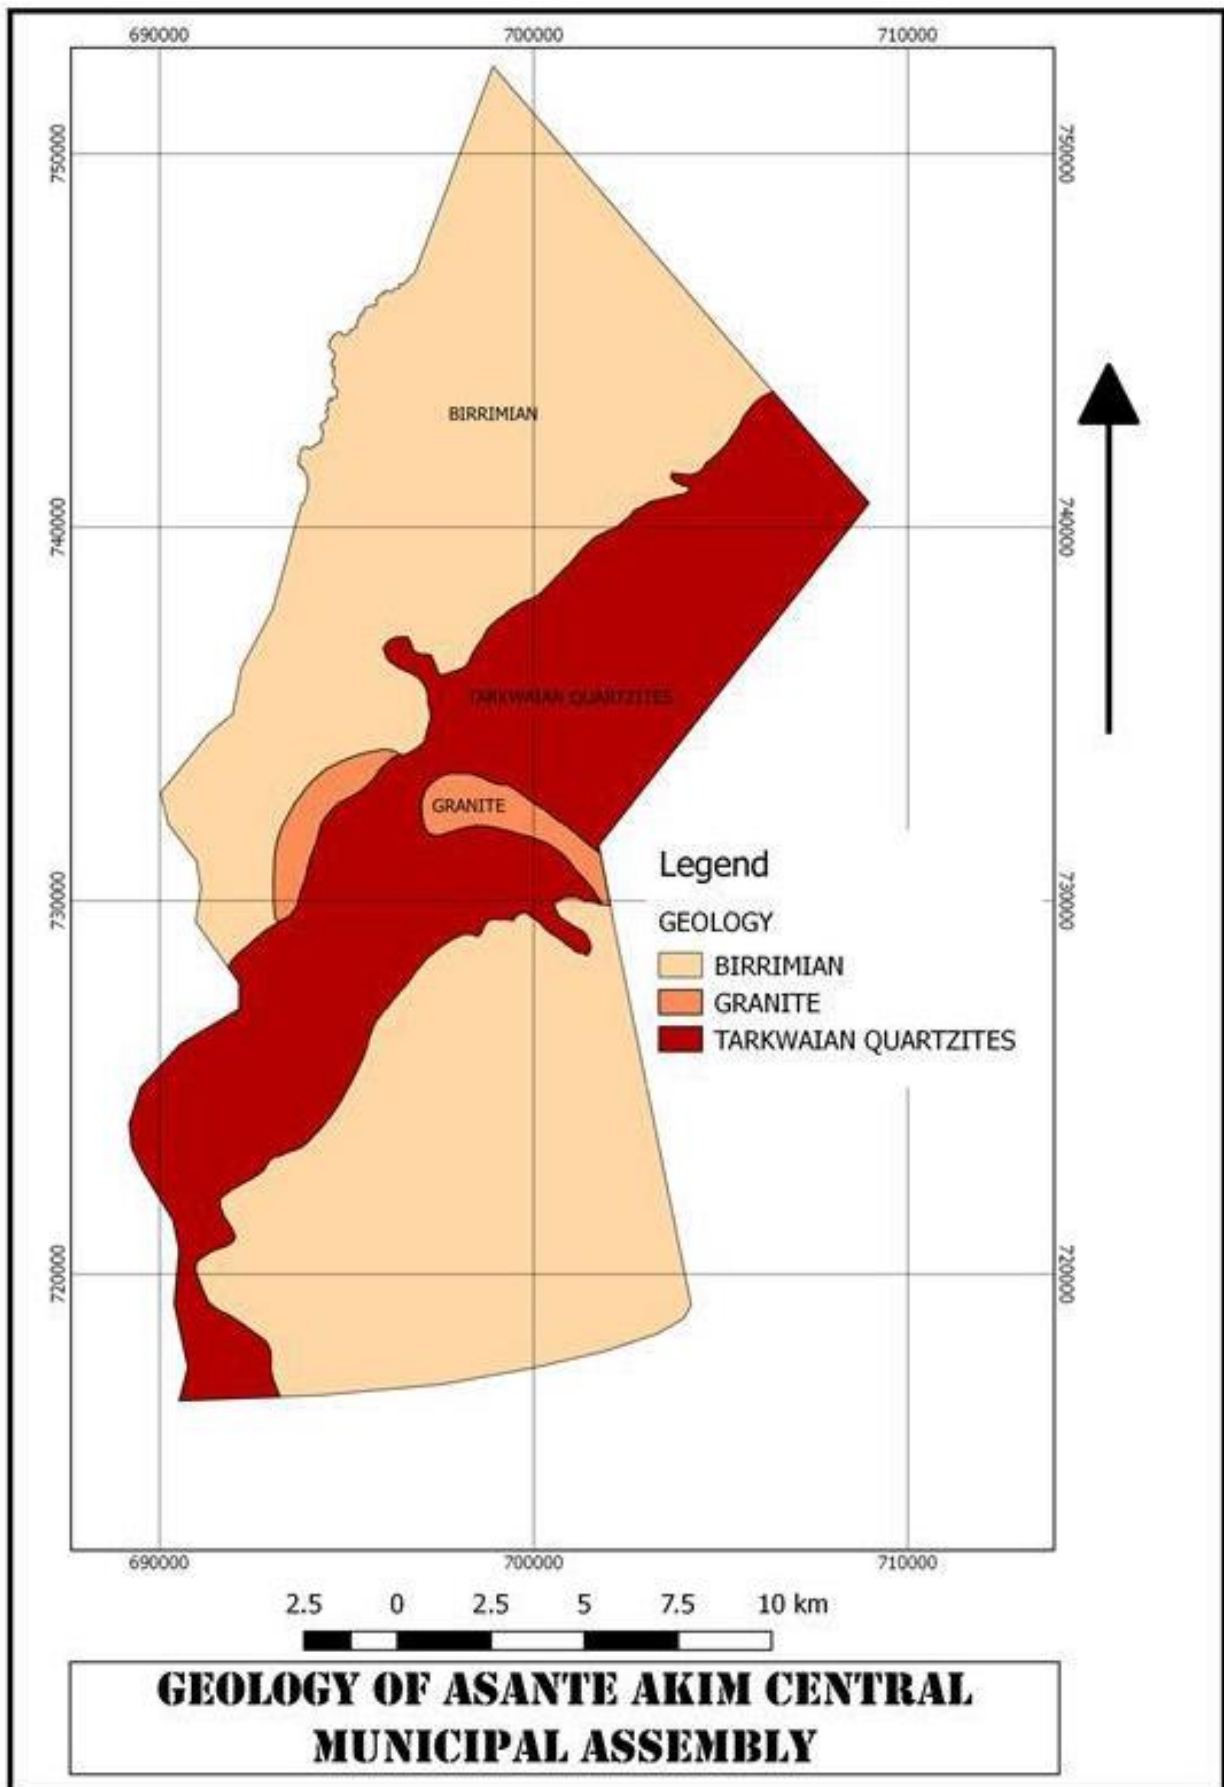 690000 700000 710000
750000 750000
BIRRIMIAN
740000 740000
TARKWAIAN QUARTZITES
GRANITE
Legend
730000 730000
GEOLOGY
BIRRIMIAN
GRANITE
TARKWAIAN QUARTZITES
720000 720000
690000 700000 710000
2.5 0 2.5 5 7.5 10 km
GEOLOGY OF ASANTE AKIM CENTRAL
MUNICIPAL ASSEMBLY